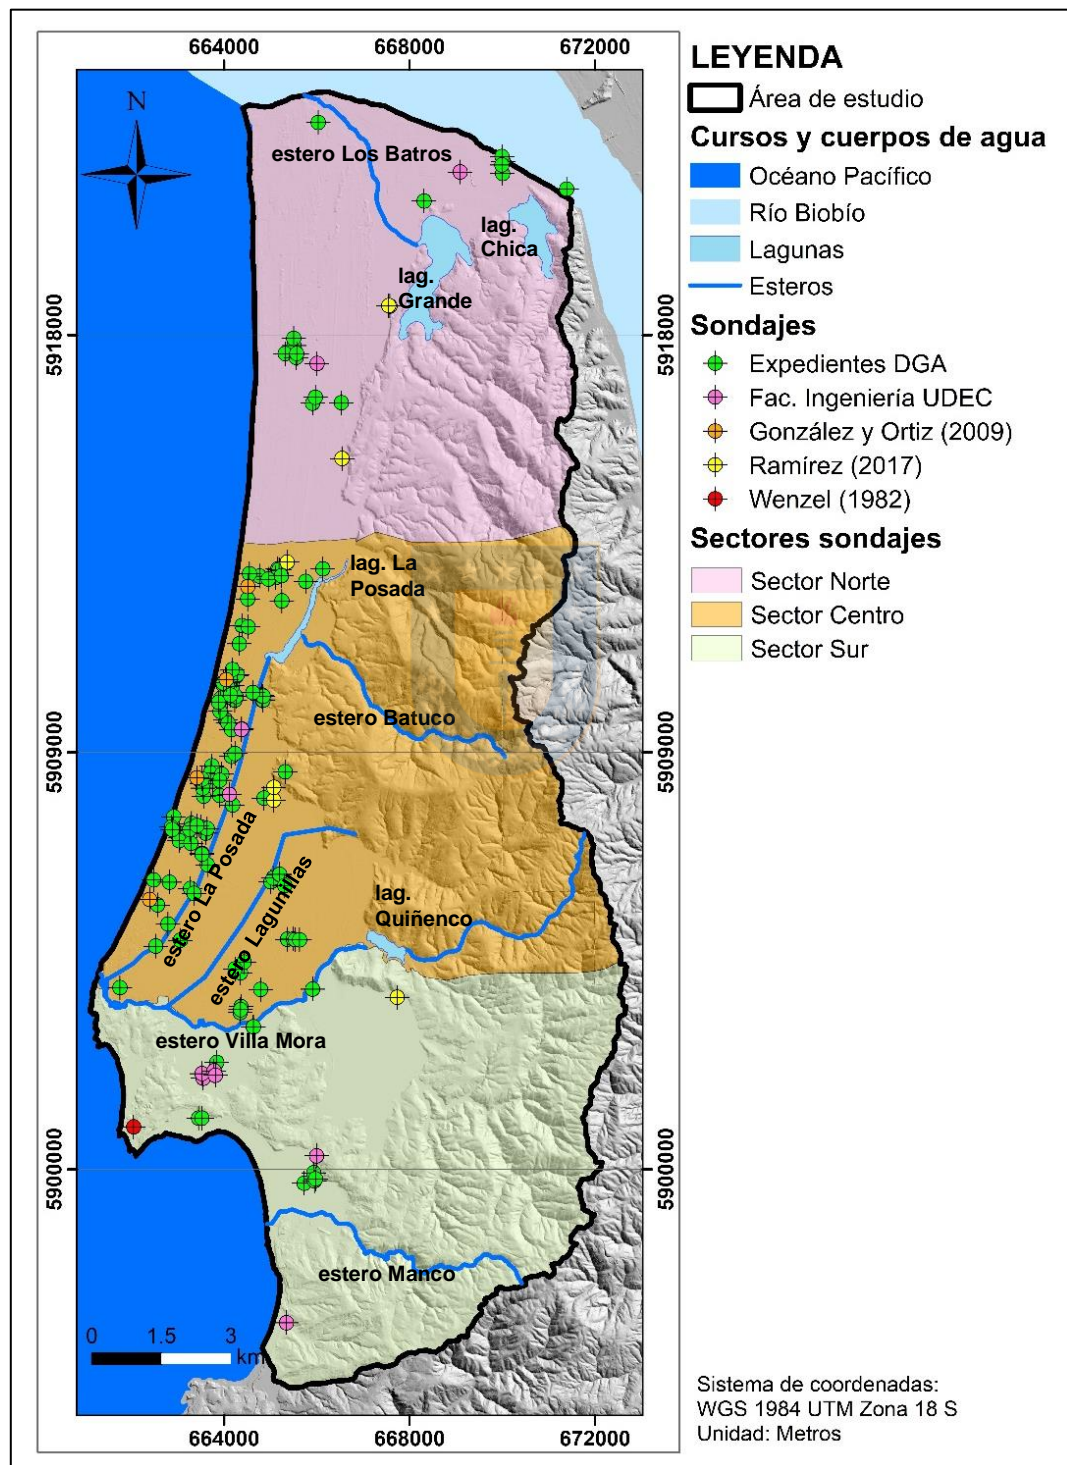 664000
668000
672000
N
estero Los Batros
lag.
Chica
lag.
Grande
5918000
5918000
lag. La
Posada
estero Batuco
5909000
5909000
estero La Posada
estero Lagunillas
lag.
Quiñenco
estero Villa Mora
5900000
5900000
estero Manco
0 1.5 3
km
664000
668000
672000
LEYENDA
Área de estudio
Cursos y cuerpos de agua
Océano Pacífico
Río Biobío
Lagunas
Esteros
Sondajes
Expedientes DGA
Fac. Ingeniería UDEC
González y Ortiz (2009)
Ramírez (2017)
Wenzel (1982)
Sectores sondajes
Sector Norte
Sector Centro
Sector Sur
Sistema de coordenadas:
WGS 1984 UTM Zona 18 S
Unidad: Metros